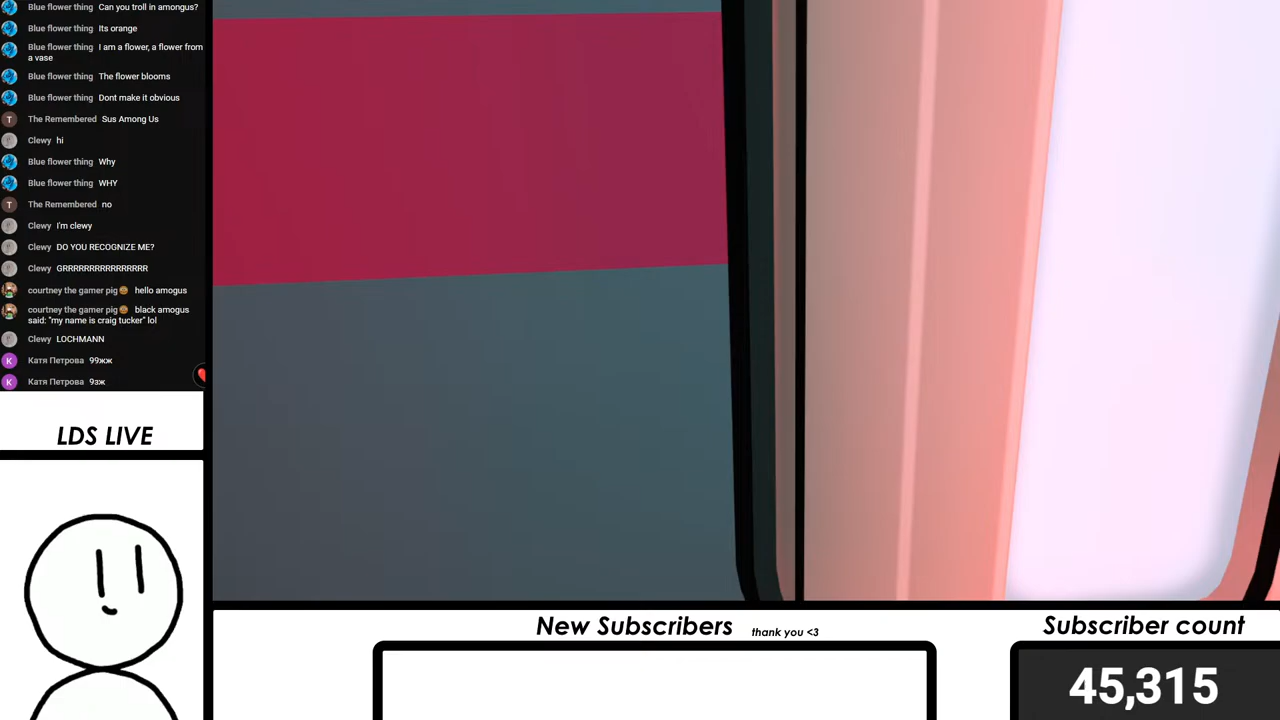 Blue flower thing Can you troll in amongus?
Blue flower thing Its orange
Blue flower thing I am a flower, a flower from
a vase
Blue flower thing The flower blooms
Blue flower thing Dont make it obvious
T The Remembered Sus Among Us
Clewy hi
Blue flower thing Why
Blue flower thing WHY
T The Remembered no
Clewy I'm clewy
Clewy DO YOU RECOGNIZE ME?
Clewy GRRRRRRRRRRRRRRRR
courtney the gamer pig🍪 hello amogus
courtney the gamer pig🍪 black amogus
said: "my name is craig tucker" lol
Clewy LOCHMANN
К Катя Петрова 99жж
К Катя Петрова 9зж
LDS LIVE
New Subscribers thank you <3
Subscriber count
45,315